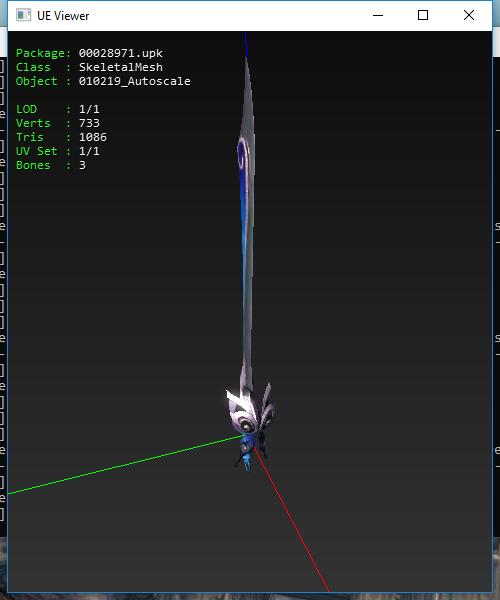 UE Viewer
Package: 00028971.upk
Class  : SkeletalMesh
Object : 010219_Autoscale
LOD    : 1/1
Verts  : 733
Tris   : 1086
UV Set : 1/1
Bones  : 3